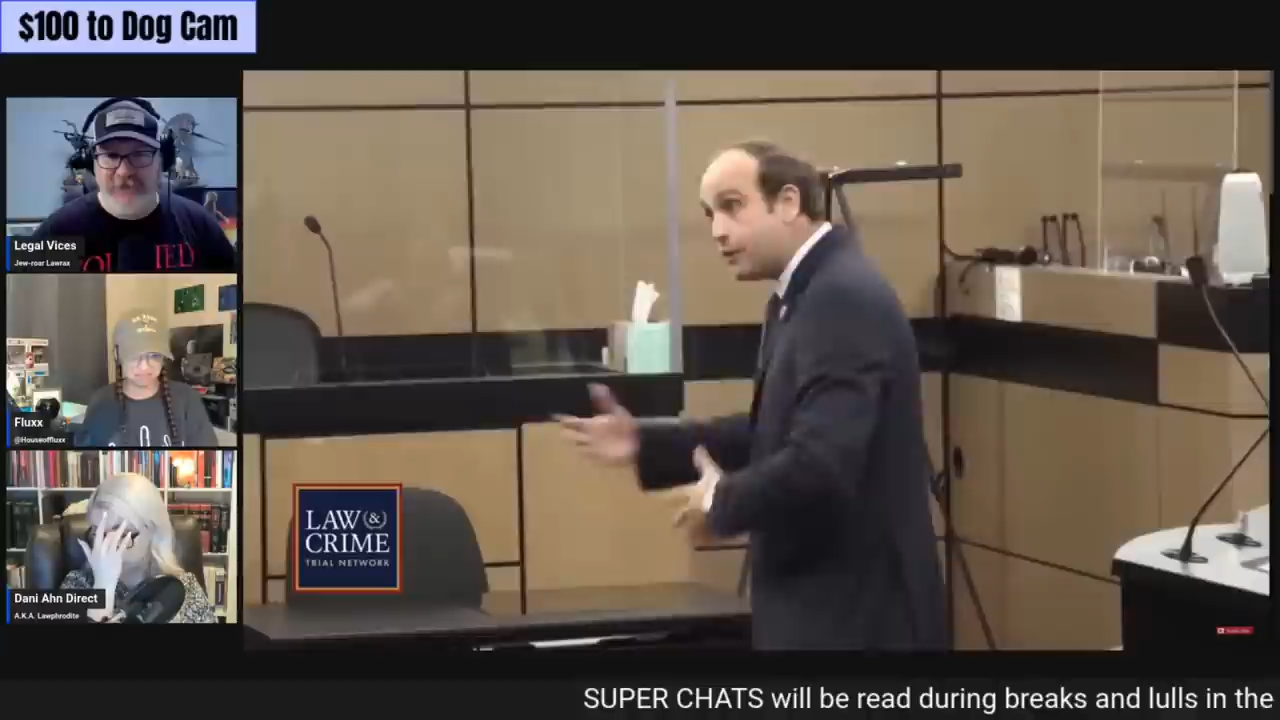 $100 to Dog Cam
Legal Vices
Jew-roar Lawrax
Fluxx
@Houseoffluxx
Dani Ahn Direct
A.K.A. Lawphrodite
LAW &
CRIME
TRIAL NETWORK
SUPER CHATS will be read during breaks and lulls in the